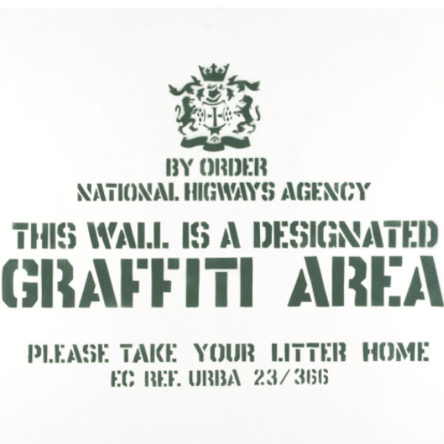 BY ORDER
NATIONAL HIGWAYS AGENCY
THIS WALL IS A DESIGNATED
GRAFFITI AREA
PLEASE TAKE YOUR LITTER HOME
EC REF. URBA 23/366